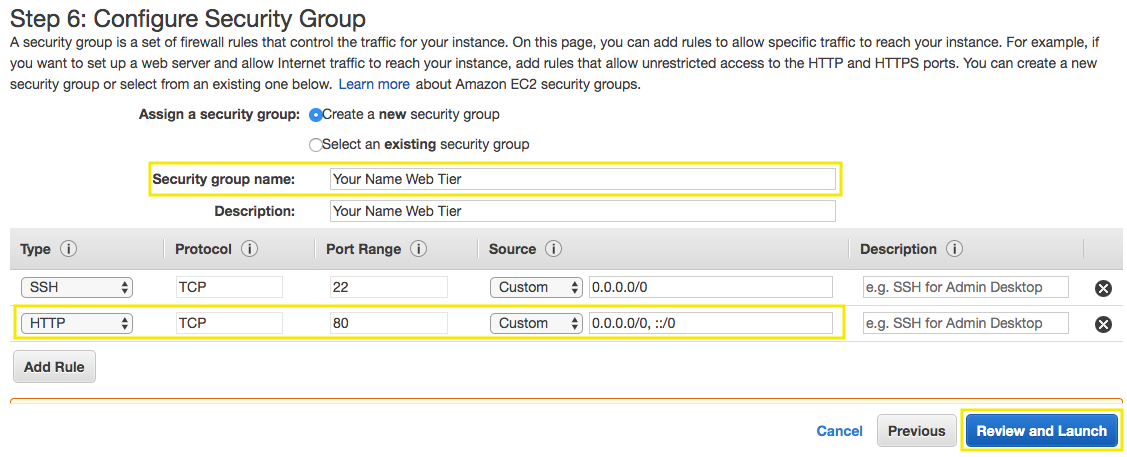 Step 6: Configure Security Group
A security group is a set of firewall rules that control the traffic for your instance. On this page, you can add rules to allow specific traffic to reach your instance. For example, if
you want to set up a web server and allow Internet traffic to reach your instance, add rules that allow unrestricted access to the HTTP and HTTPS ports. You can create a new
security group or select from an existing one below. Learn more about Amazon EC2 security groups.
Assign a security group: Create a new security group
Select an existing security group
Security group name: Your Name Web Tier
Description: Your Name Web Tier
Type i Protocol i Port Range i Source i Description i
SSH TCP 22 Custom 0.0.0.0/0 e.g. SSH for Admin Desktop
HTTP TCP 80 Custom 0.0.0.0/0, ::/0 e.g. SSH for Admin Desktop
Add Rule
Cancel Previous Review and Launch